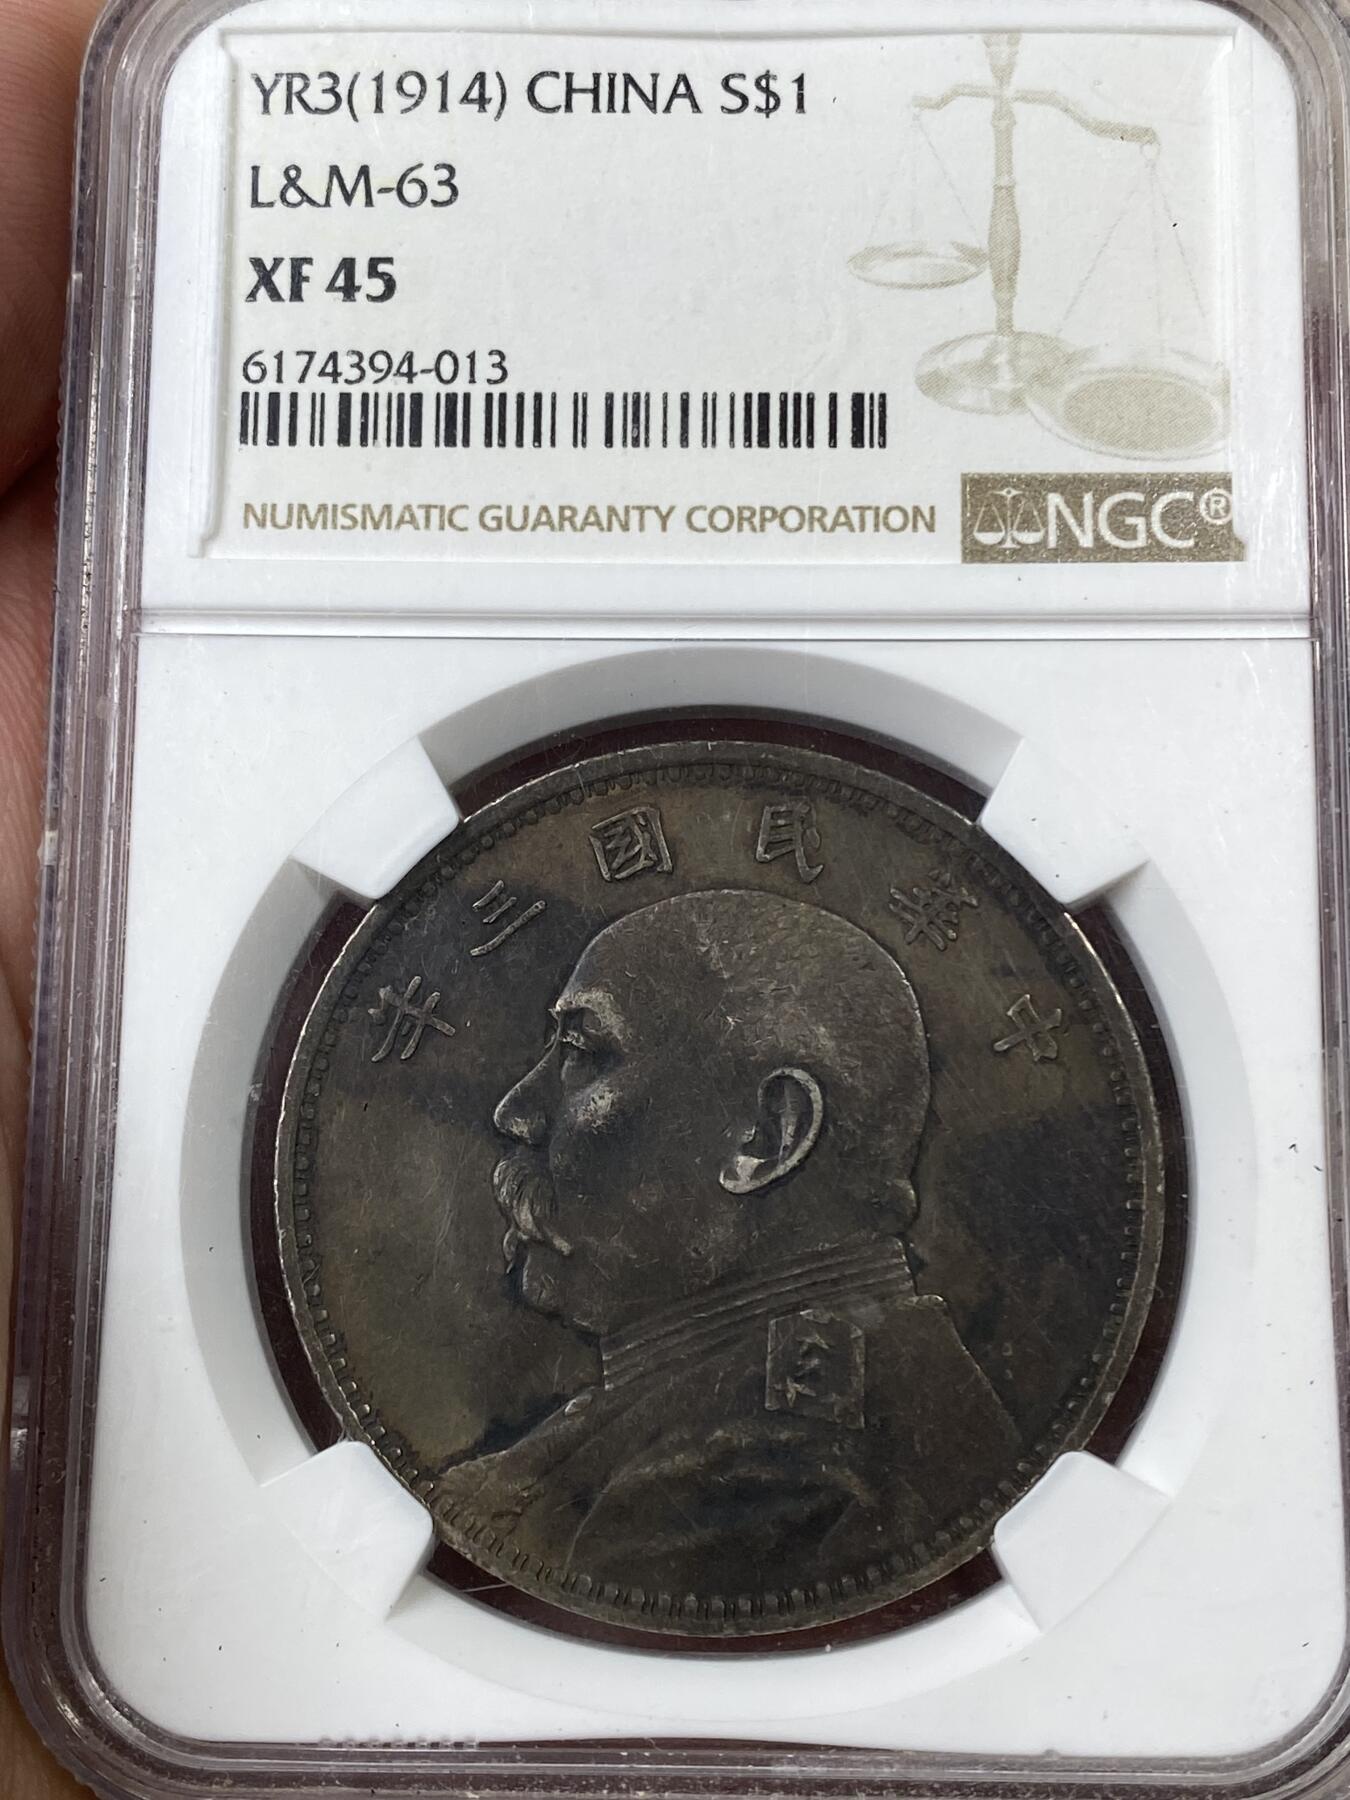 YR3(1914) CHINA S$1
L&M-63
XF 45
6174394-013
NUMISMATIC GUARANTY CORPORATION
NGC®
年三國民華中